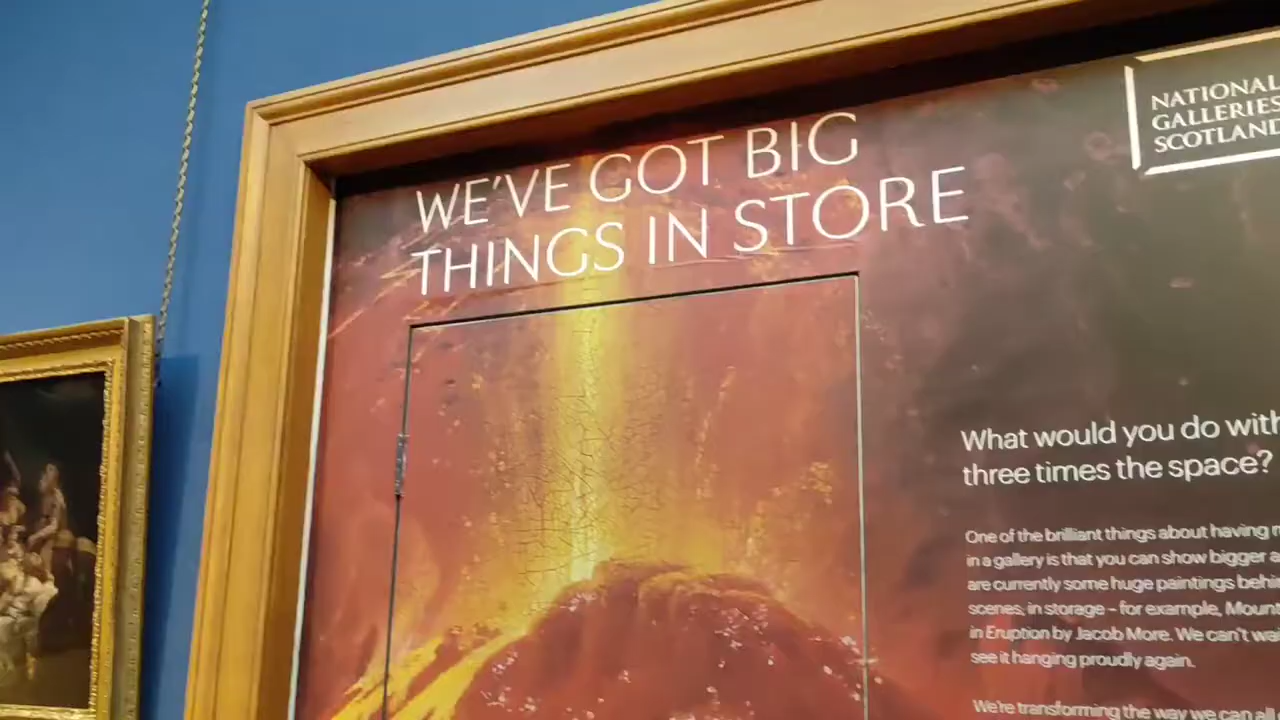 WE'VE GOT BIG
THINGS IN STORE
NATIONAL
GALLERIES
SCOTLAND
What would you do with
three times the space?
One of the brilliant things about having
in a gallery is that you can show bigger
are currently some huge paintings behind
scenes, in storage – for example, Mount
in Eruption by Jacob More. We can't wait
see it hanging proudly again.
We're transforming the way we can all